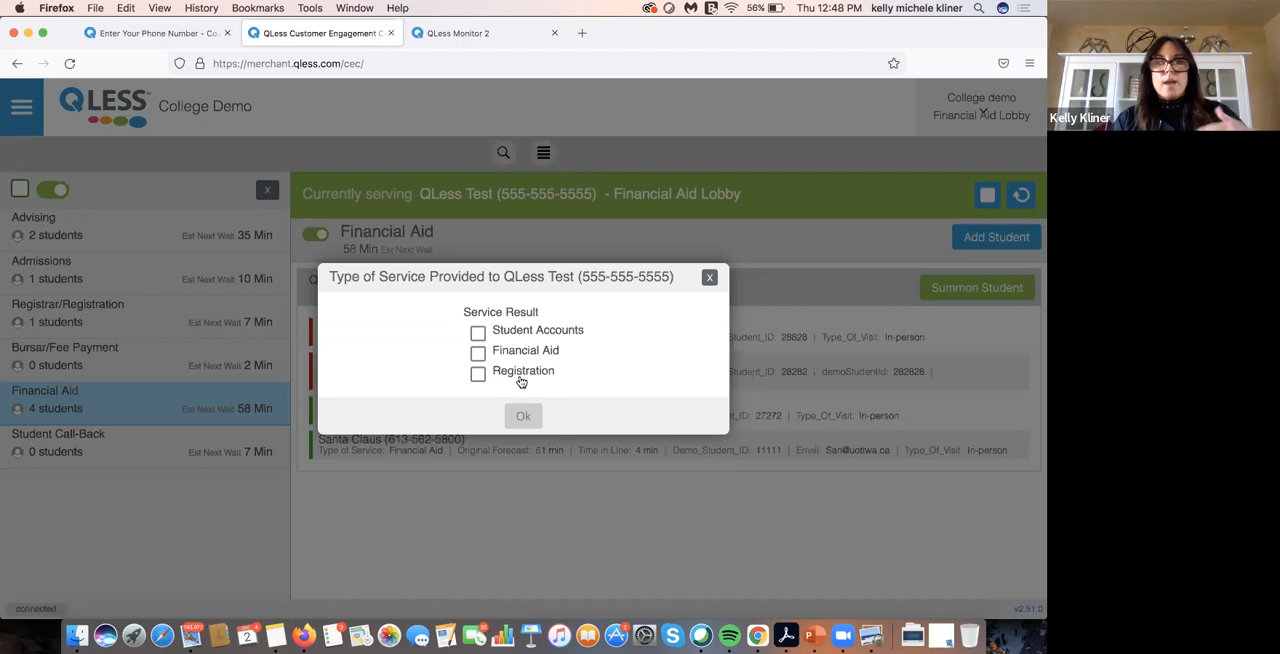 Firefox File Edit View History Bookmarks Tools Window Help
56% Thu 12:48 PM kelly michele kliner
Enter Your Phone Number - Co
QLess Customer Engagement C
QLess Monitor 2
https://merchant.qless.com/cec/
QLESS College Demo
College demo
Financial Aid Lobby
X
Currently serving QLess Test (555-555-5555) - Financial Aid Lobby
Advising
2 students Est Next Wait 35 Min
Admissions
1 students Est Next Wait 10 Min
Registrar/Registration
1 students Est Next Wait 7 Min
Bursar/Fee Payment
0 students Est Next Wait 2 Min
Financial Aid
4 students Est Next Wait 58 Min
Student Call-Back
0 students Est Next Wait 7 Min
Financial Aid
58 Min Est Next Wait
Add Student
Summon Student
Type of Service Provided to QLess Test (555-555-5555) X
Service Result
Student Accounts
Financial Aid
Registration
Ok
Student_ID: 28828 | Type_Of_Visit: In-person
Student_ID: 28282 | demoStudentId: 282828 |
_ID: 27272 | Type_Of_Visit: In-person
Santa Claus (613-562-5800)
Type of Service: Financial Aid | Original Forecast: 51 min | Time in Line: 4 min | Demo_Student_ID: 11111 | Email: San@uottwa.ca | Type_Of_Visit: In-person
connected
v2.51.0
Kelly Kliner